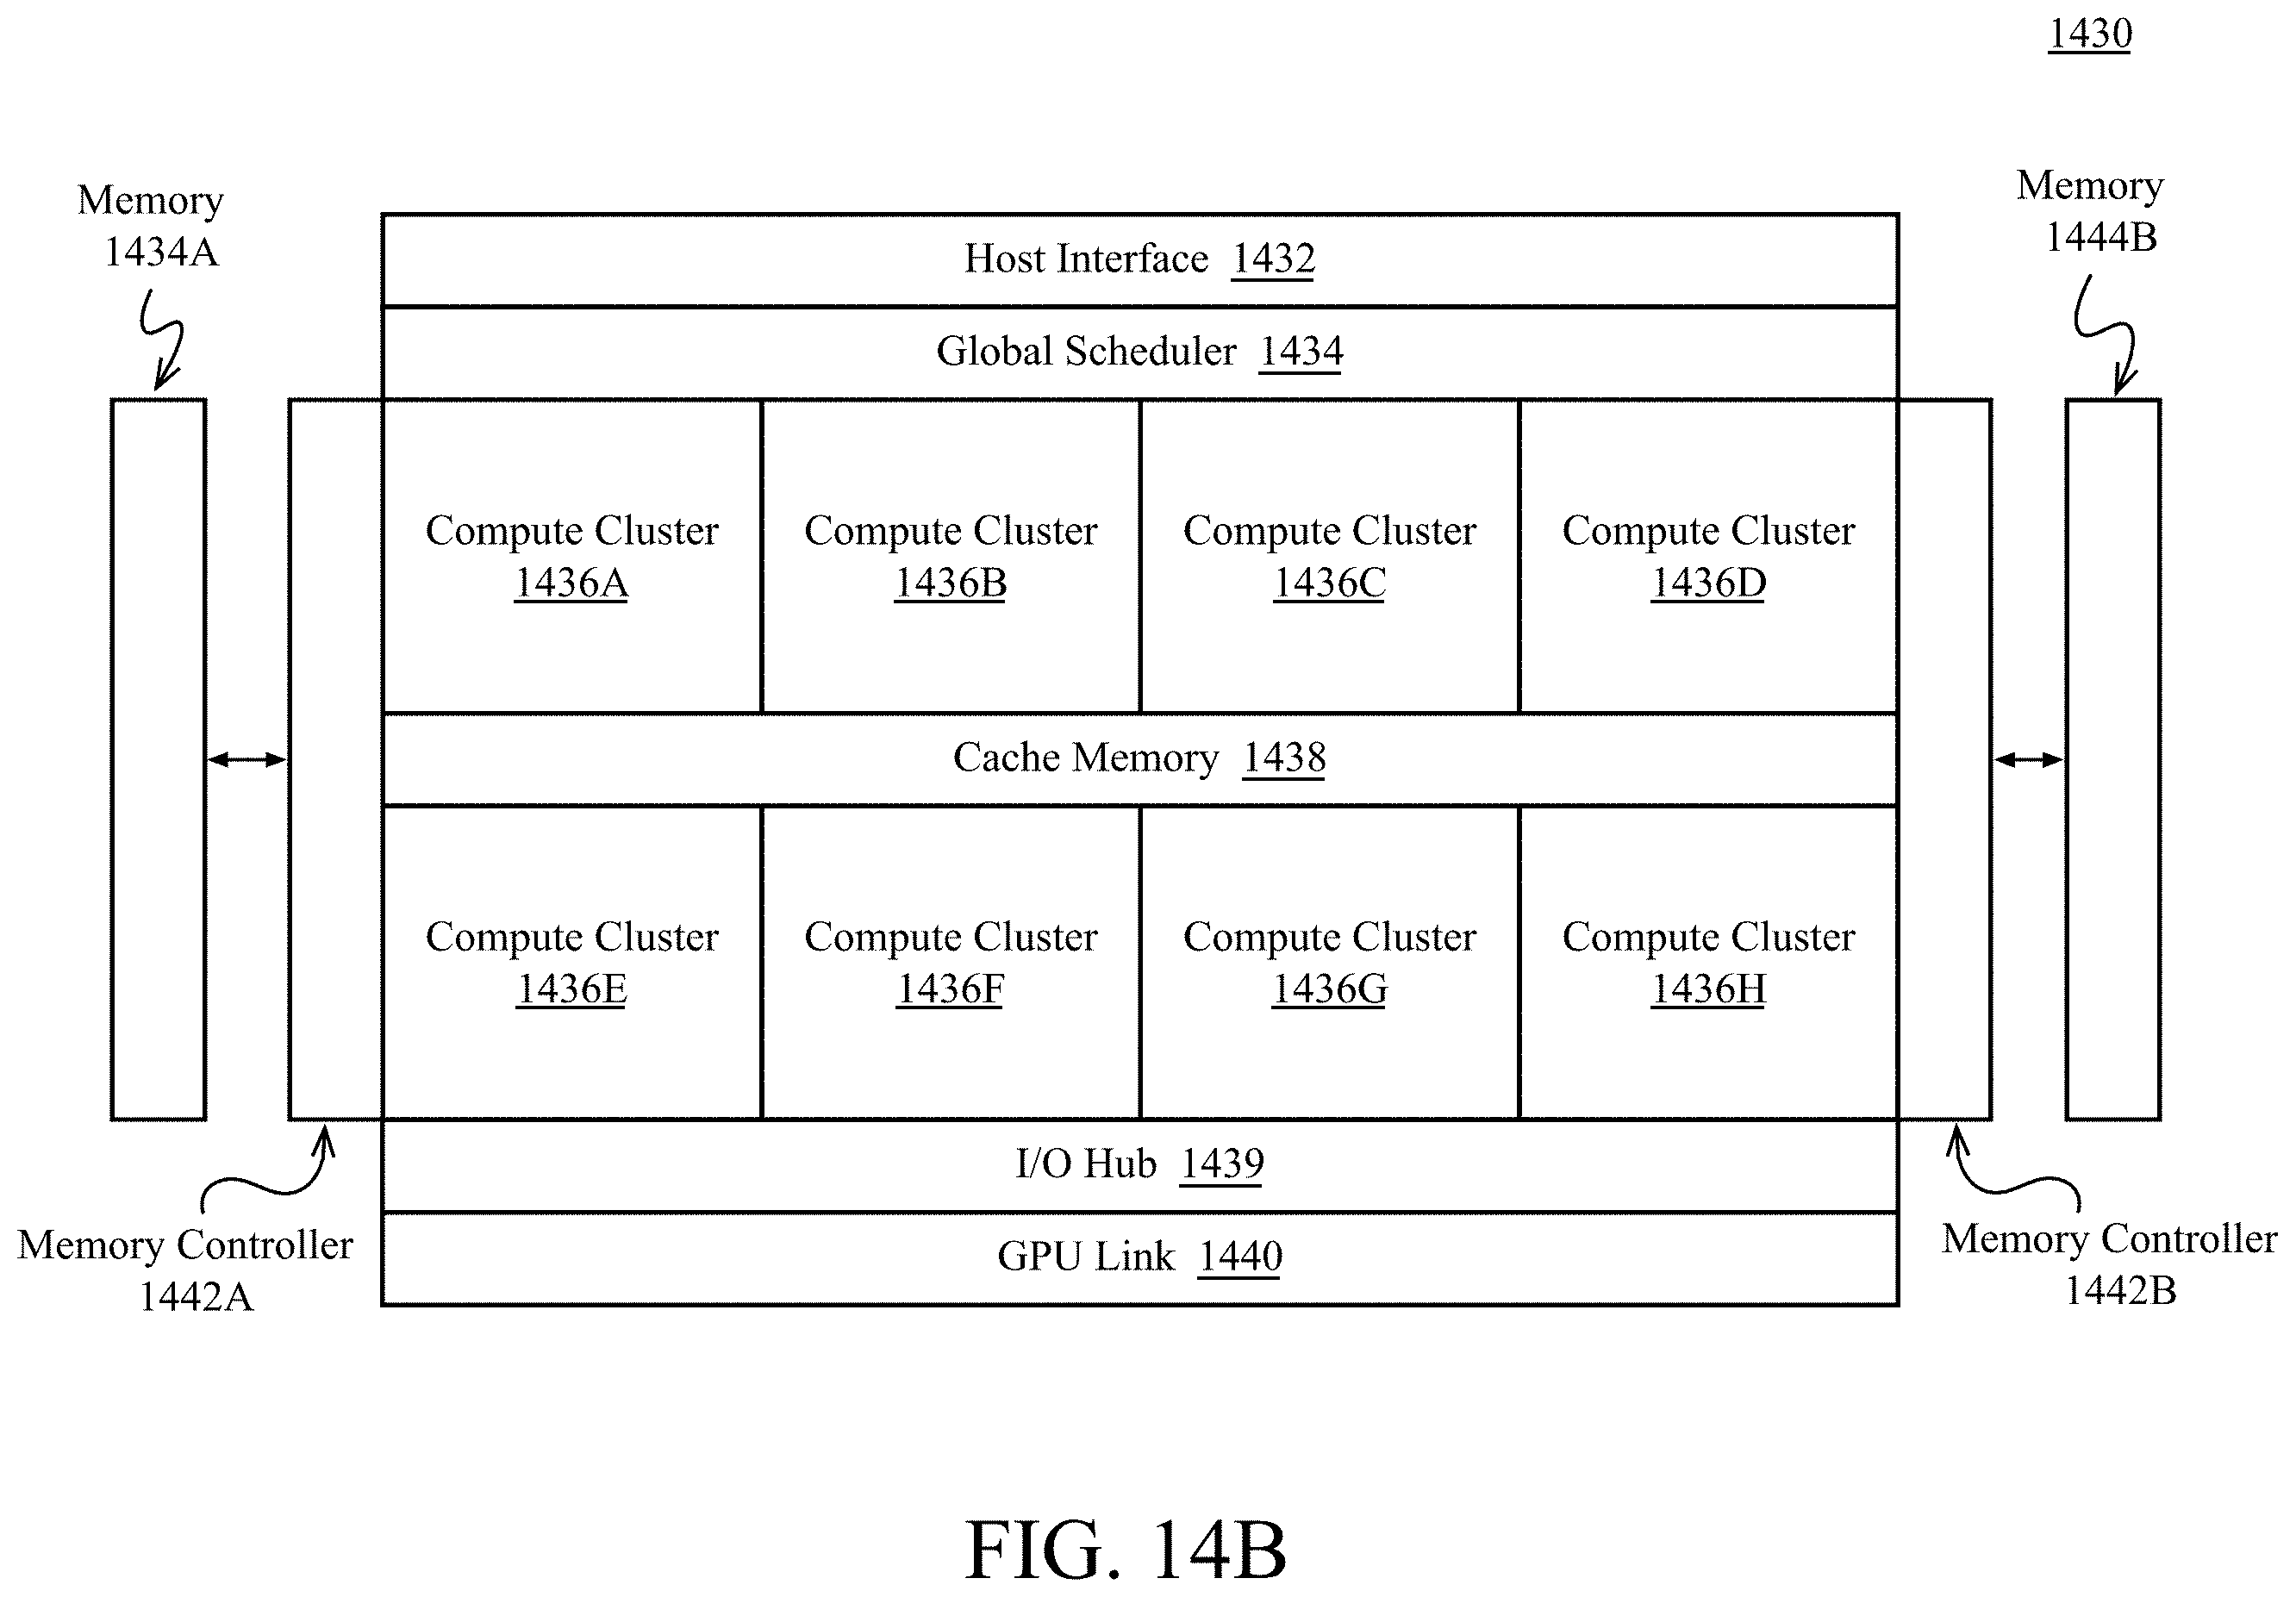 1430
Memory
1434A
Memory
1444B
Host Interface 1432
Global Scheduler 1434
Compute Cluster
1436A
Compute Cluster
1436B
Compute Cluster
1436C
Compute Cluster
1436D
Cache Memory 1438
Compute Cluster
1436E
Compute Cluster
1436F
Compute Cluster
1436G
Compute Cluster
1436H
I/O Hub 1439
GPU Link 1440
Memory Controller
1442A
Memory Controller
1442B
FIG. 14B